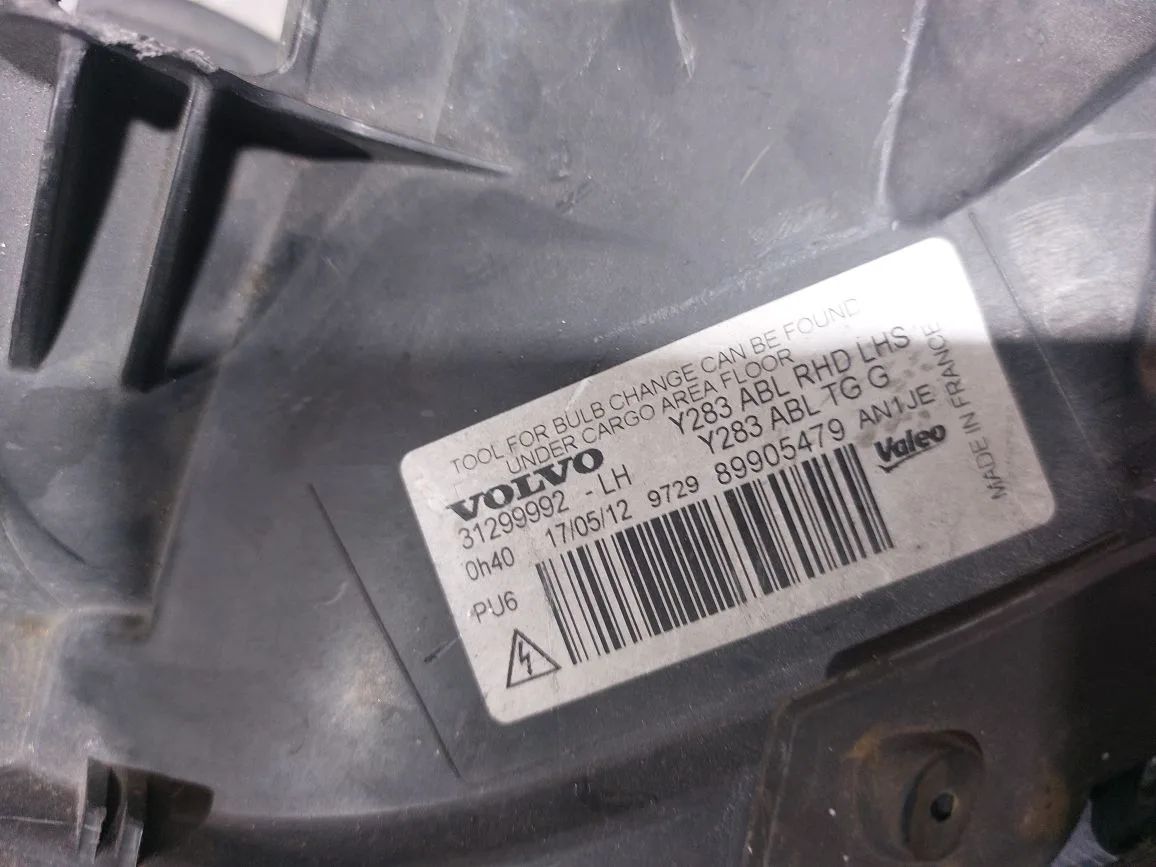 TOOL FOR BULB CHANGE CAN BE FOUND
UNDER CARGO AREA FLOOR
VOLVO
Y283 ABL RHD LHS
31299992 -LH
Y283 ABL TG G
0h40 17/05/12 9729 89905479 AN1JE
PU6
Valeo
MADE IN FRANCE